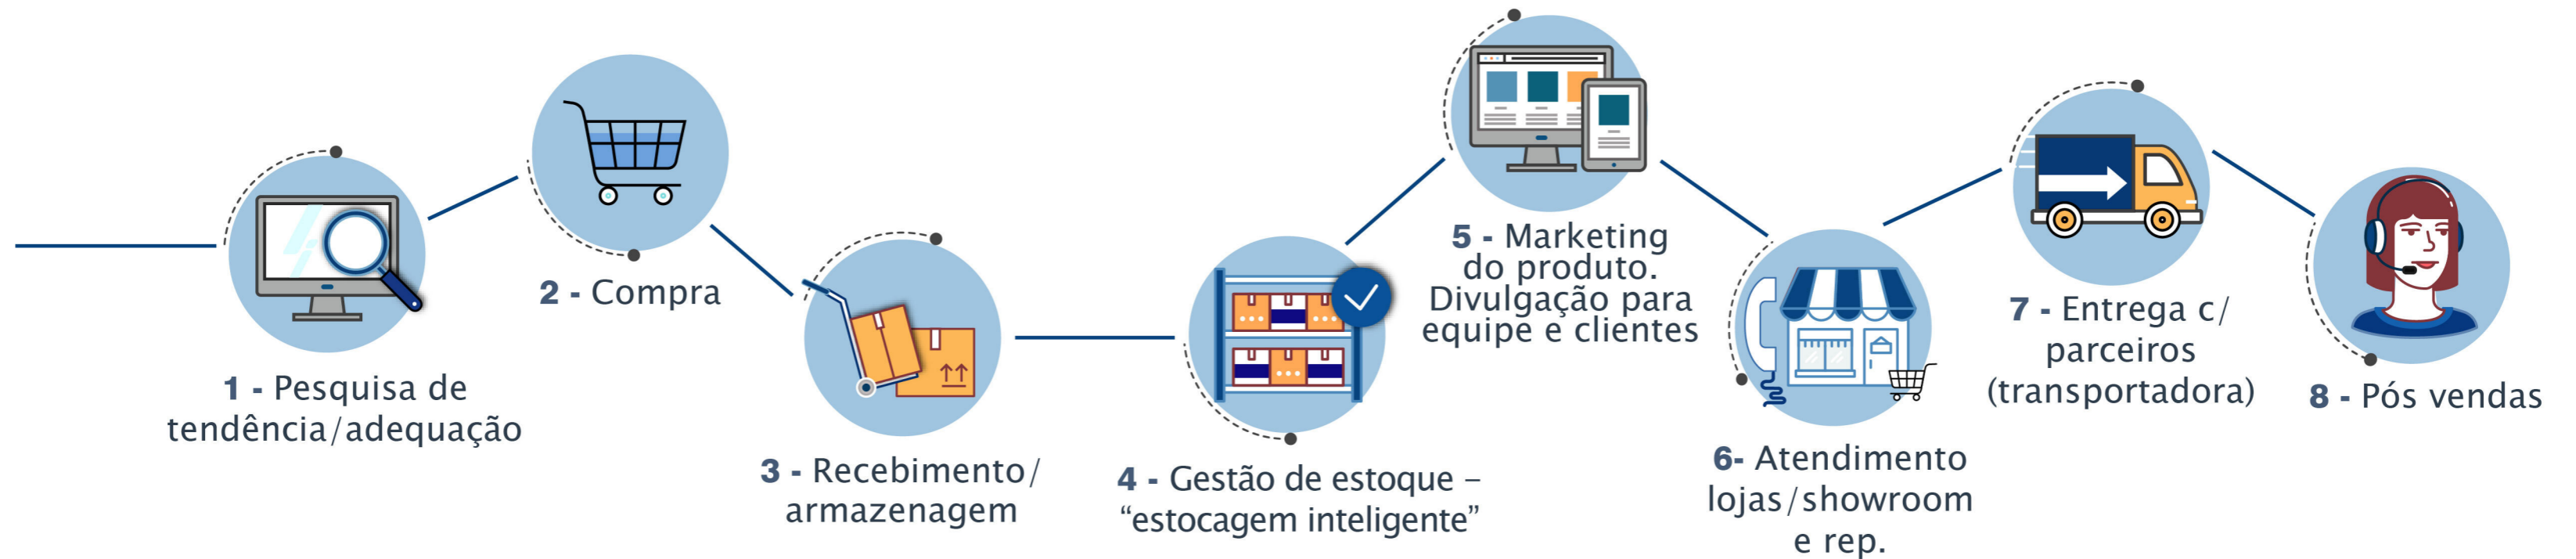 1 - Pesquisa de
tendência/adequação
2 - Compra
3 - Recebimento/
armazenagem
4 - Gestão de estoque –
“estocagem inteligente”
5 - Marketing
do produto.
Divulgação para
equipe e clientes
6- Atendimento
lojas/showroom
e rep.
7 - Entrega c/
parceiros
(transportadora)
8 - Pós vendas